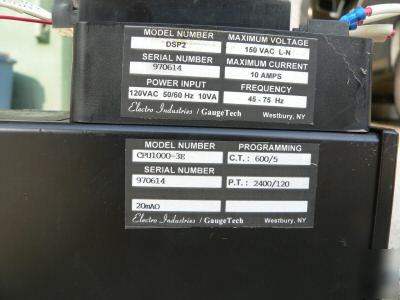 MODEL NUMBER MAXIMUM VOLTAGE
DSP2 150 VAC L-N
SERIAL NUMBER MAXIMUM CURRENT
970614 10 AMPS
POWER INPUT FREQUENCY
120VAC 50/60 Hz 10VA 45 - 75 Hz
Electro Industries / GaugeTech Westbury, NY
MODEL NUMBER PROGRAMMING
CPU1000-3E C.T.: 600/5
SERIAL NUMBER
970614 P.T.: 2400/120
20mAO
Electro Industries / GaugeTech Westbury, NY